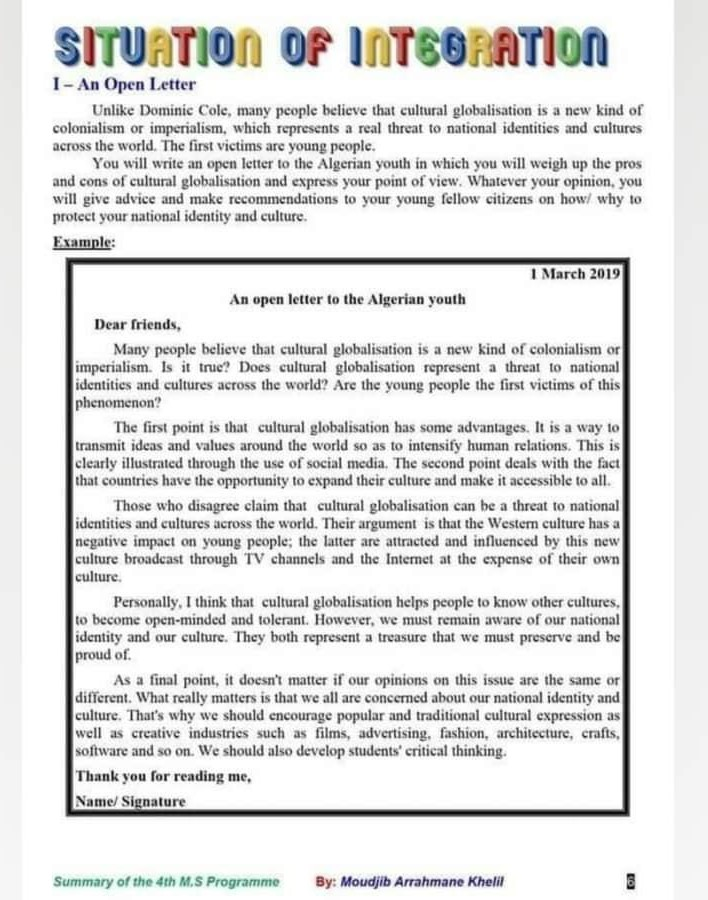 SITUATION OF INTEGRATION
I – An Open Letter
Unlike Dominic Cole, many people believe that cultural globalisation is a new kind of
colonialism or imperialism, which represents a real threat to national identities and cultures
across the world. The first victims are young people.
You will write an open letter to the Algerian youth in which you will weigh up the pros
and cons of cultural globalisation and express your point of view. Whatever your opinion, you
will give advice and make recommendations to your young fellow citizens on how/ why to
protect your national identity and culture.
Example:
1 March 2019
An open letter to the Algerian youth
Dear friends,
Many people believe that cultural globalisation is a new kind of colonialism or
imperialism. Is it true? Does cultural globalisation represent a threat to national
identities and cultures across the world? Are the young people the first victims of this
phenomenon?
The first point is that cultural globalisation has some advantages. It is a way to
transmit ideas and values around the world so as to intensify human relations. This is
clearly illustrated through the use of social media. The second point deals with the fact
that countries have the opportunity to expand their culture and make it accessible to all.
Those who disagree claim that cultural globalisation can be a threat to national
identities and cultures across the world. Their argument is that the Western culture has a
negative impact on young people; the latter are attracted and influenced by this new
culture broadcast through TV channels and the Internet at the expense of their own
culture.
Personally, I think that cultural globalisation helps people to know other cultures,
to become open-minded and tolerant. However, we must remain aware of our national
identity and our culture. They both represent a treasure that we must preserve and be
proud of.
As a final point, it doesn't matter if our opinions on this issue are the same or
different. What really matters is that we all are concerned about our national identity and
culture. That's why we should encourage popular and traditional cultural expression as
well as creative industries such as films, advertising, fashion, architecture, crafts,
software and so on. We should also develop students' critical thinking.
Thank you for reading me,
Name/ Signature
Summary of the 4th M.S Programme By: Moudjib Arrahmane Khelil 6